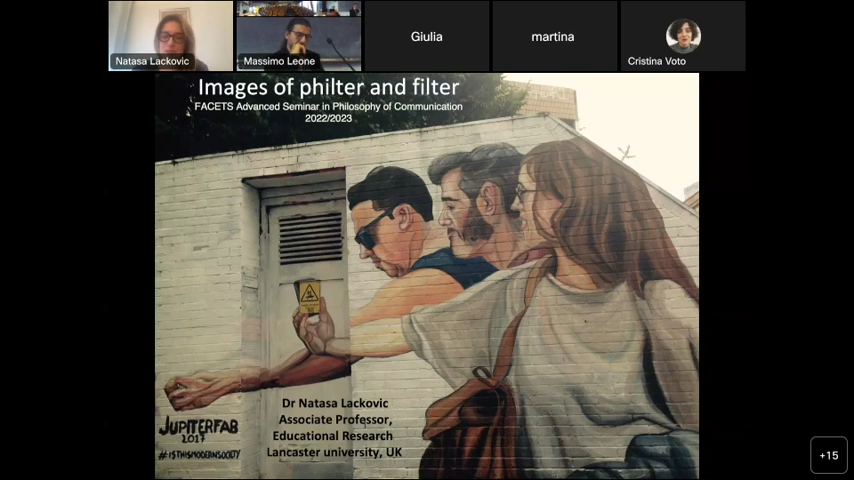 Natasa Lackovic
Massimo Leone
Giulia
martina
Cristina Voto
Images of philter and filter
FACETS Advanced Seminar in Philosophy of Communication
2022/2023
JUPITERFAB
2017
#ISTHISMODERNSOCIETY
Dr Natasa Lackovic
Associate Professor,
Educational Research
Lancaster university, UK
+15